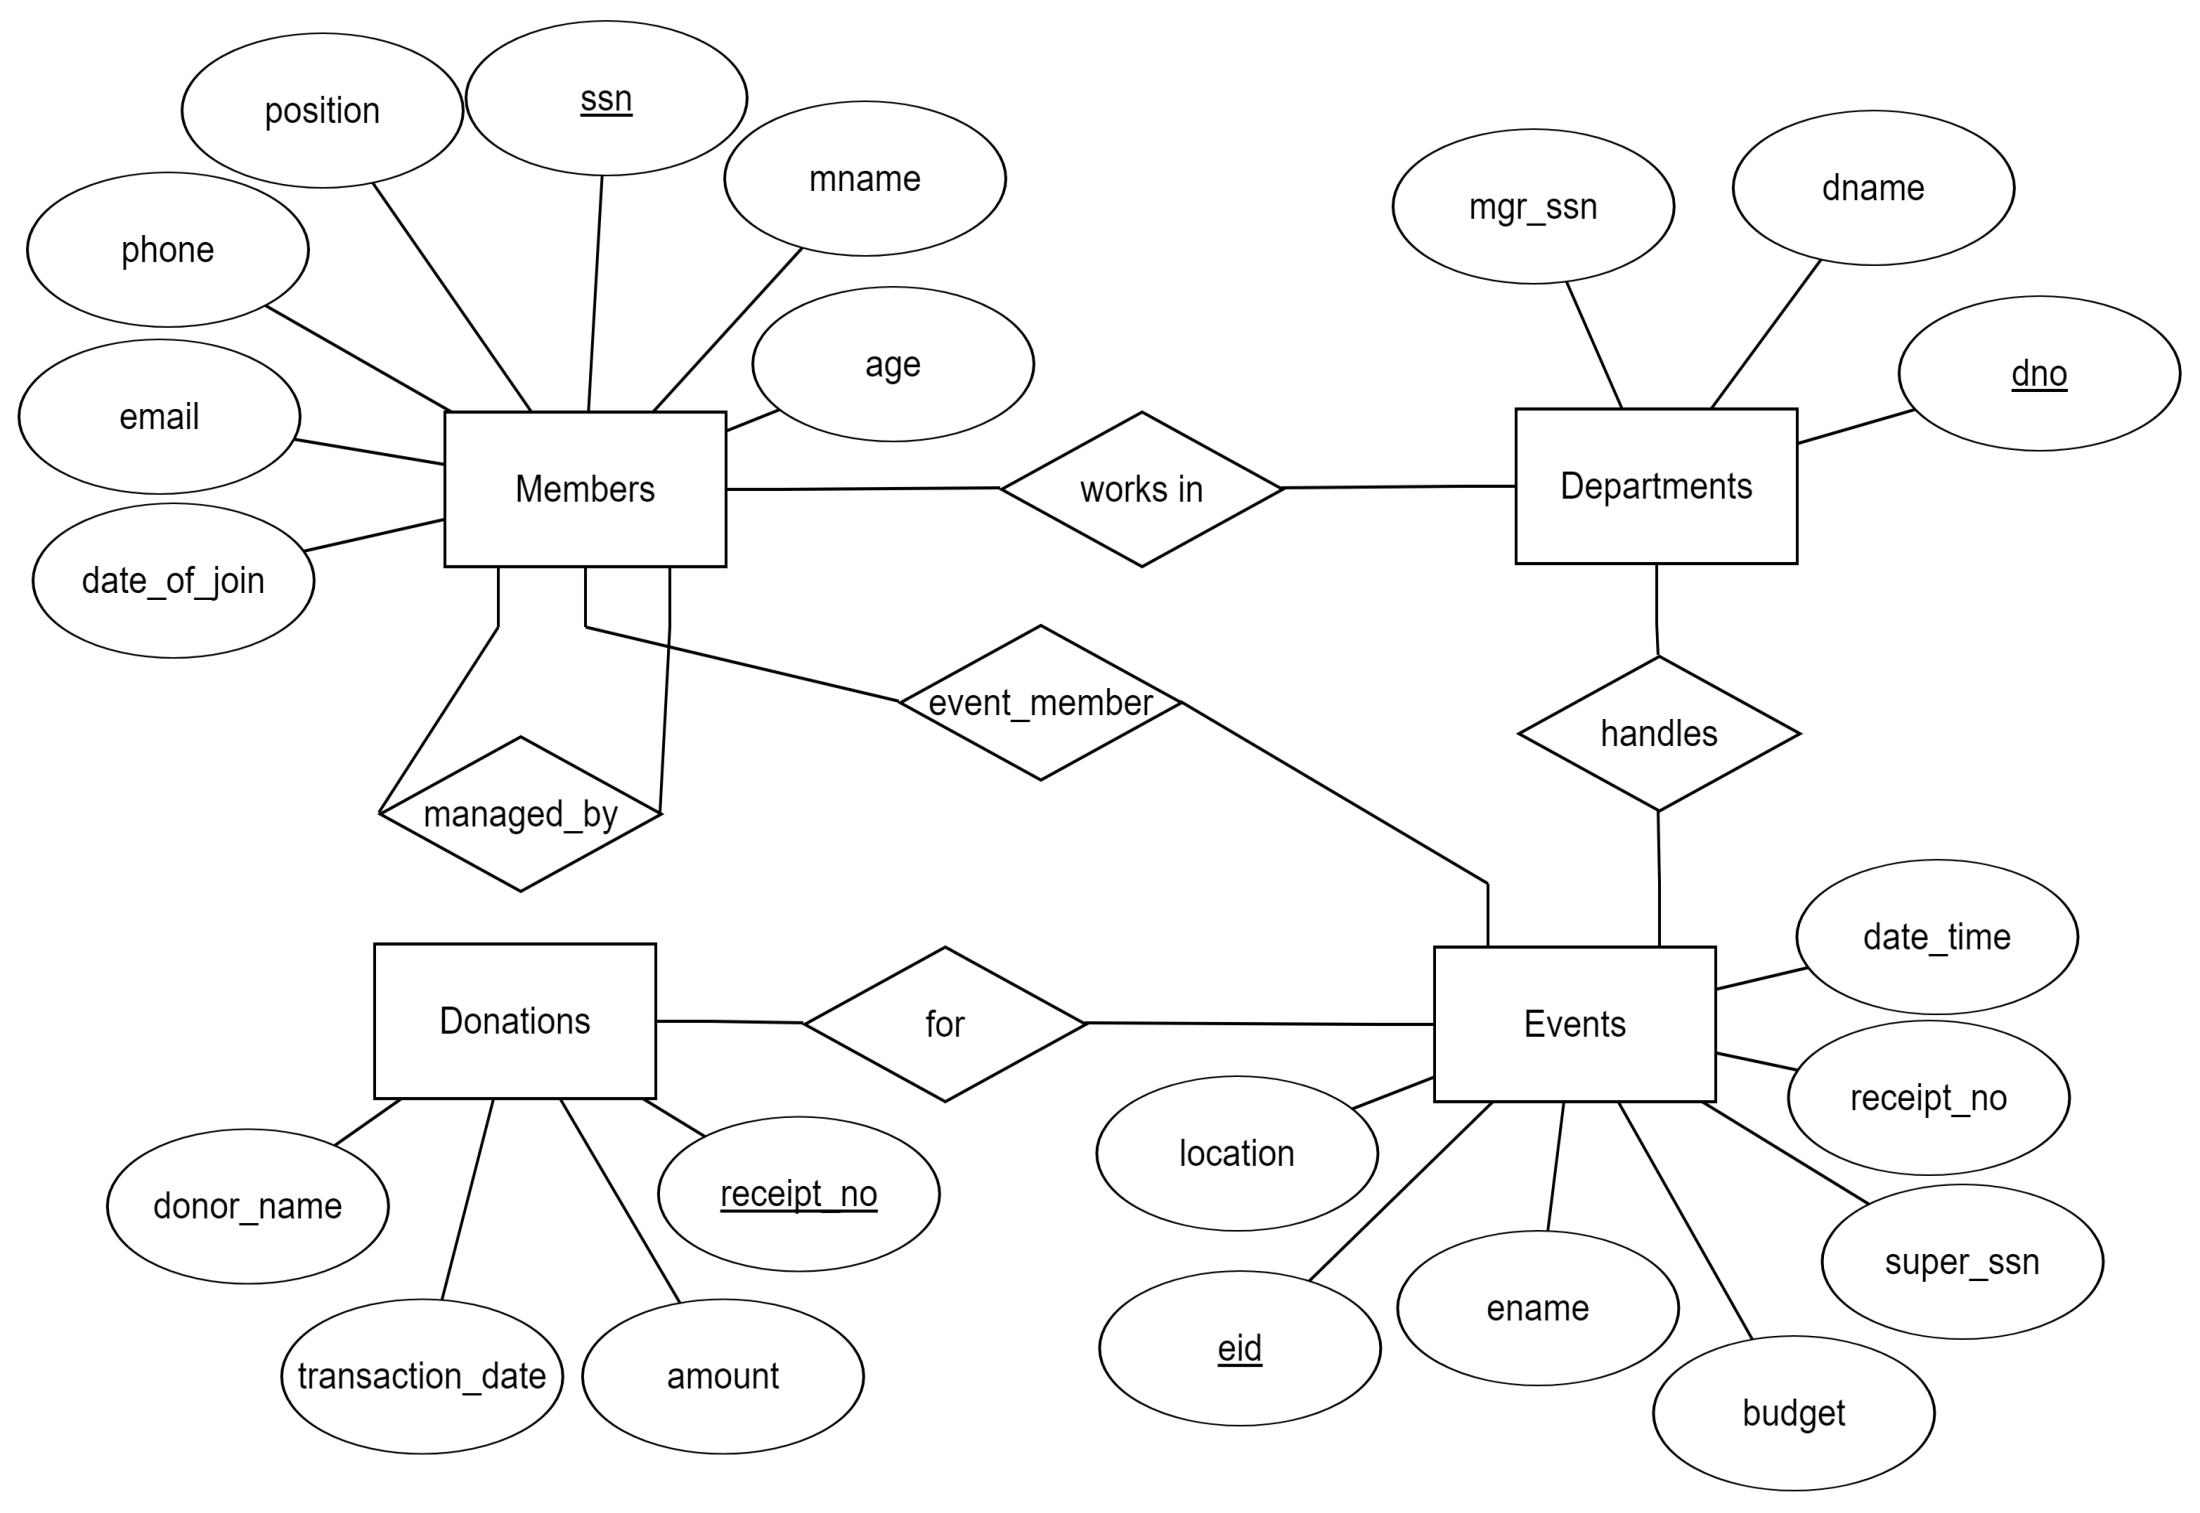 position
ssn
mname
phone
mgr_ssn
dname
age
dno
email
Members
works in
Departments
date_of_join
event_member
handles
managed_by
date_time
Donations
for
Events
receipt_no
location
donor_name
receipt_no
super_ssn
ename
eid
transaction_date
amount
budget